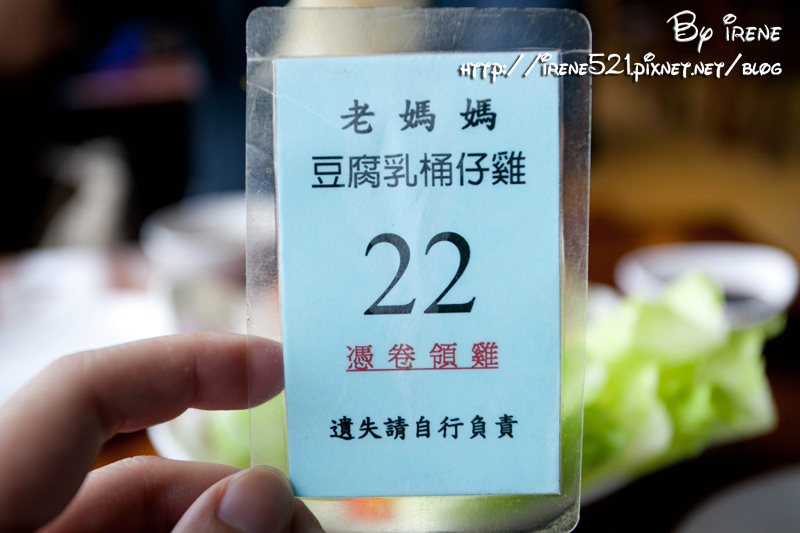 By Irene
http://irene521.pixnet.net/blog
老媽媽
豆腐乳桶仔雞
22
憑卷領雞
遺失請自行負責